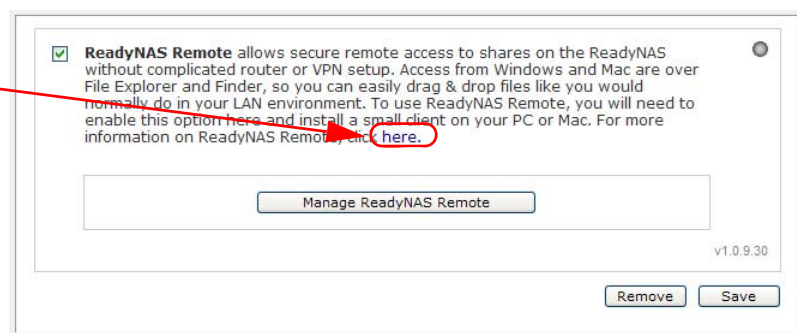 ReadyNAS Remote allows secure remote access to shares on the ReadyNAS
without complicated router or VPN setup. Access from Windows and Mac are over
File Explorer and Finder, so you can easily drag & drop files like you would
normally do in your LAN environment. To use ReadyNAS Remote, you will need to
enable this option here and install a small client on your PC or Mac. For more
information on ReadyNAS Remote, click here.
Manage ReadyNAS Remote
v1.0.9.30
Remove Save